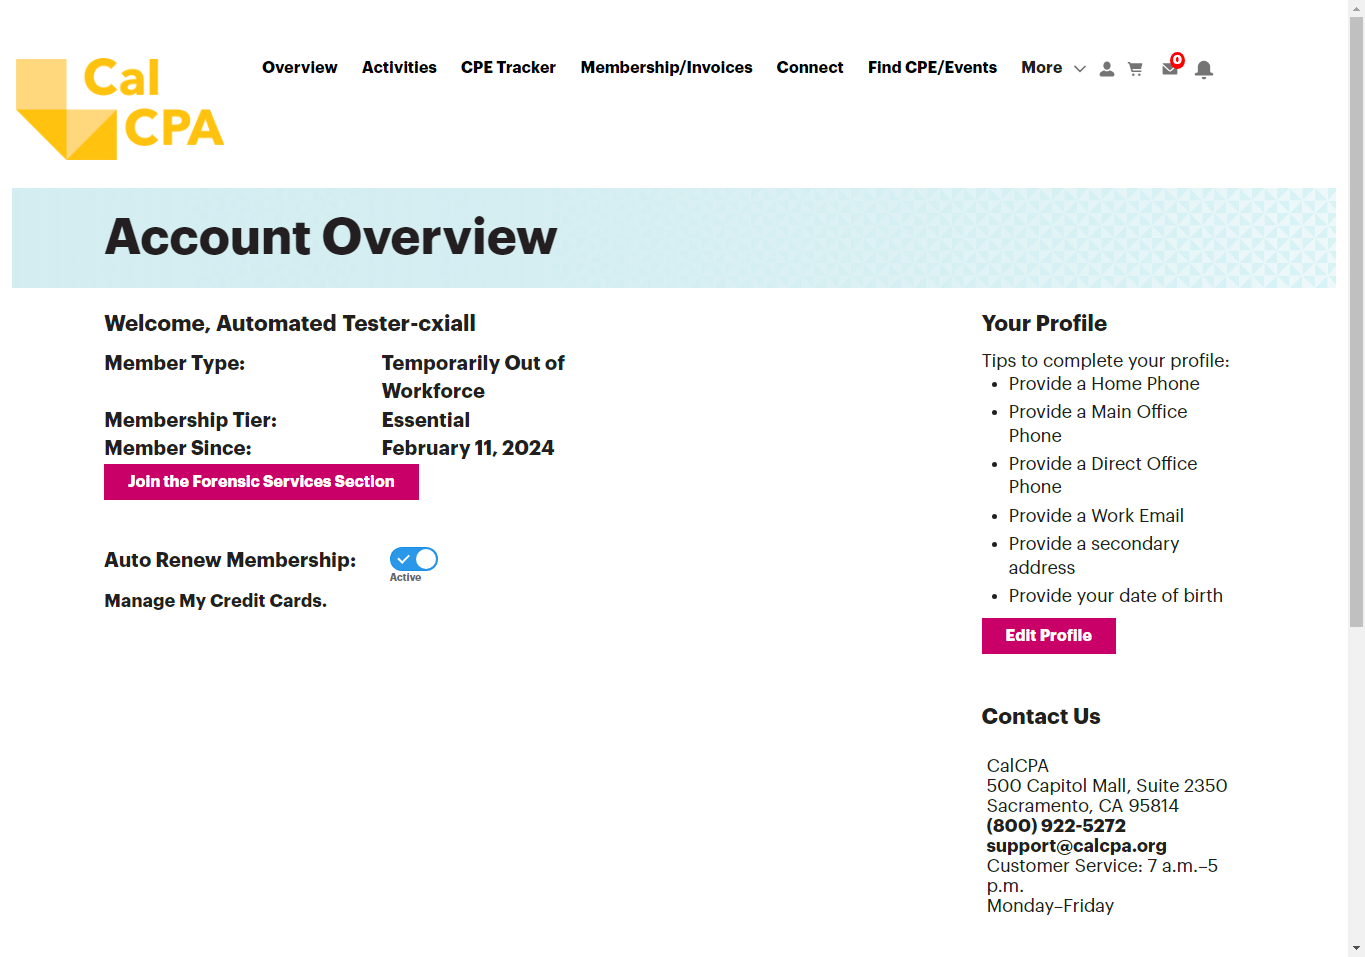 Cal
CPA
Overview Activities CPE Tracker Membership/Invoices Connect Find CPE/Events More
0
Account Overview
Welcome, Automated Tester-cxiall
Member Type: Temporarily Out of
Workforce
Membership Tier: Essential
Member Since: February 11, 2024
Join the Forensic Services Section
Auto Renew Membership:
Active
Manage My Credit Cards.
Your Profile
Tips to complete your profile:
• Provide a Home Phone
• Provide a Main Office
Phone
• Provide a Direct Office
Phone
• Provide a Work Email
• Provide a secondary
address
• Provide your date of birth
Edit Profile
Contact Us
CalCPA
500 Capitol Mall, Suite 2350
Sacramento, CA 95814
(800) 922-5272
support@calcpa.org
Customer Service: 7 a.m.–5
p.m.
Monday–Friday